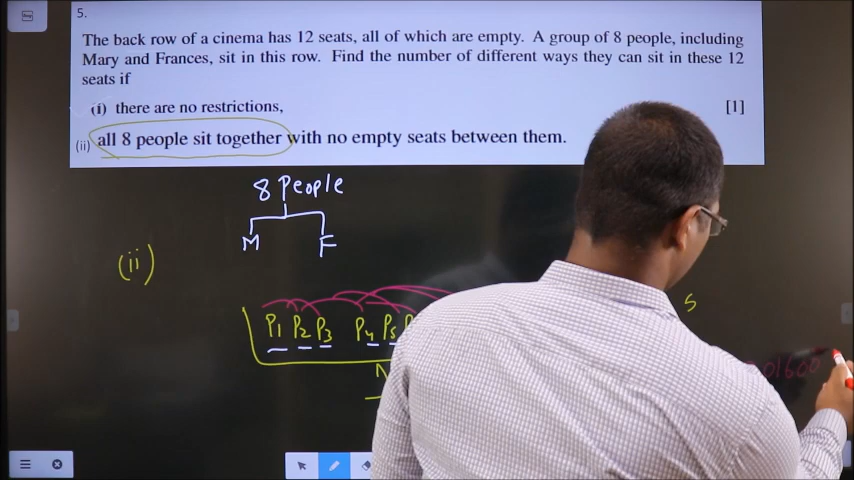 5.
The back row of a cinema has 12 seats, all of which are empty. A group of 8 people, including
Mary and Frances, sit in this row. Find the number of different ways they can sit in these 12
seats if
(i) there are no restrictions, [1]
(ii) all 8 people sit together with no empty seats between them.
8 People
M F
(ii)
P1 P2 P3 P4 P5
5
01600